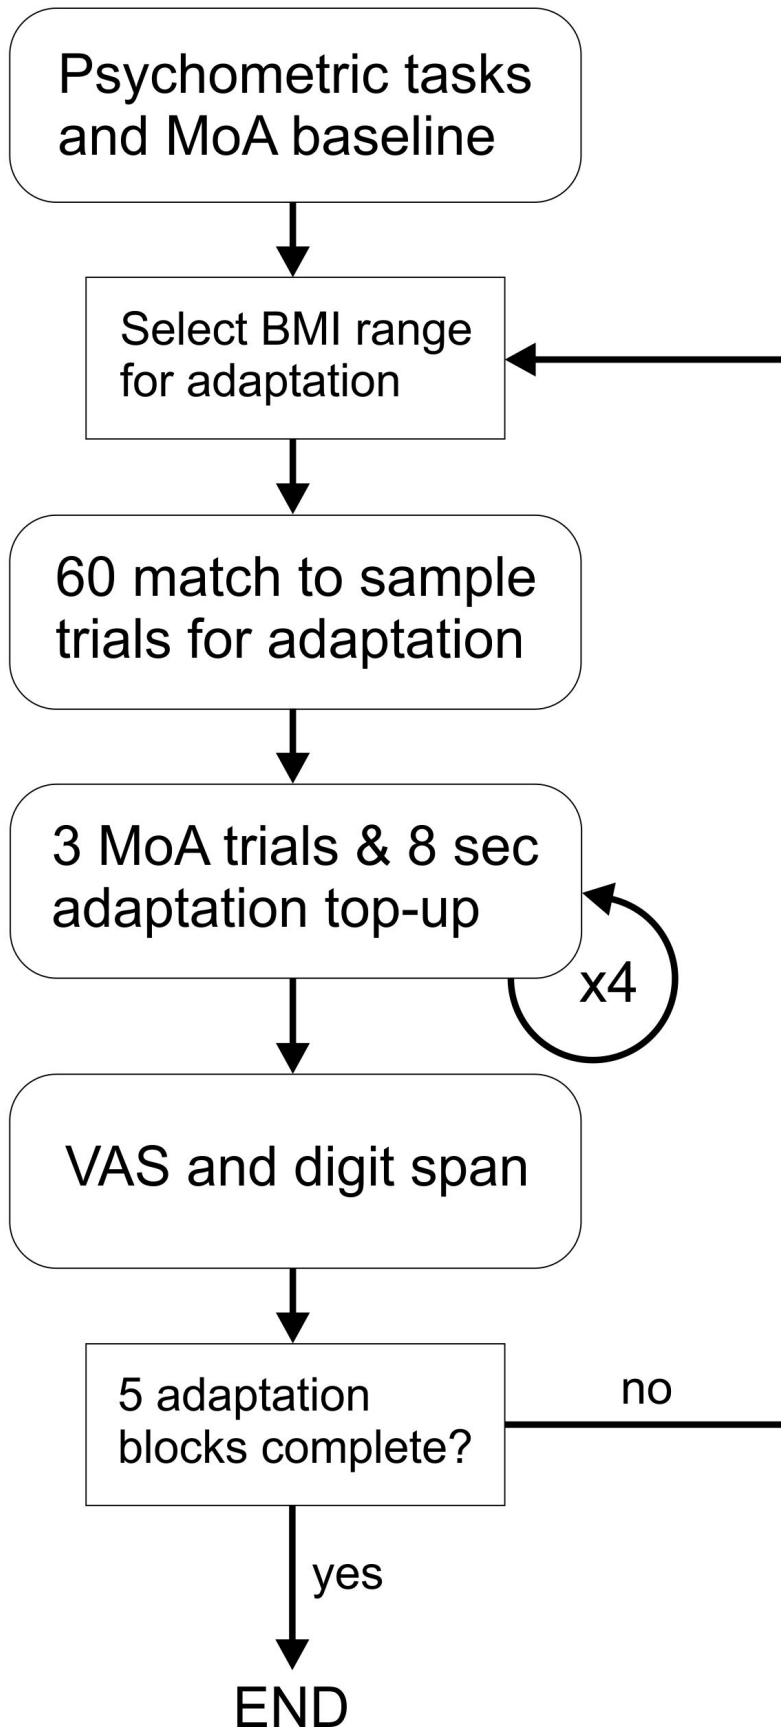 Psychometric tasks
and MoA baseline
Select BMI range
for adaptation
60 match to sample
trials for adaptation
3 MoA trials & 8 sec
adaptation top-up
x4
VAS and digit span
5 adaptation
blocks complete?
no
yes
END